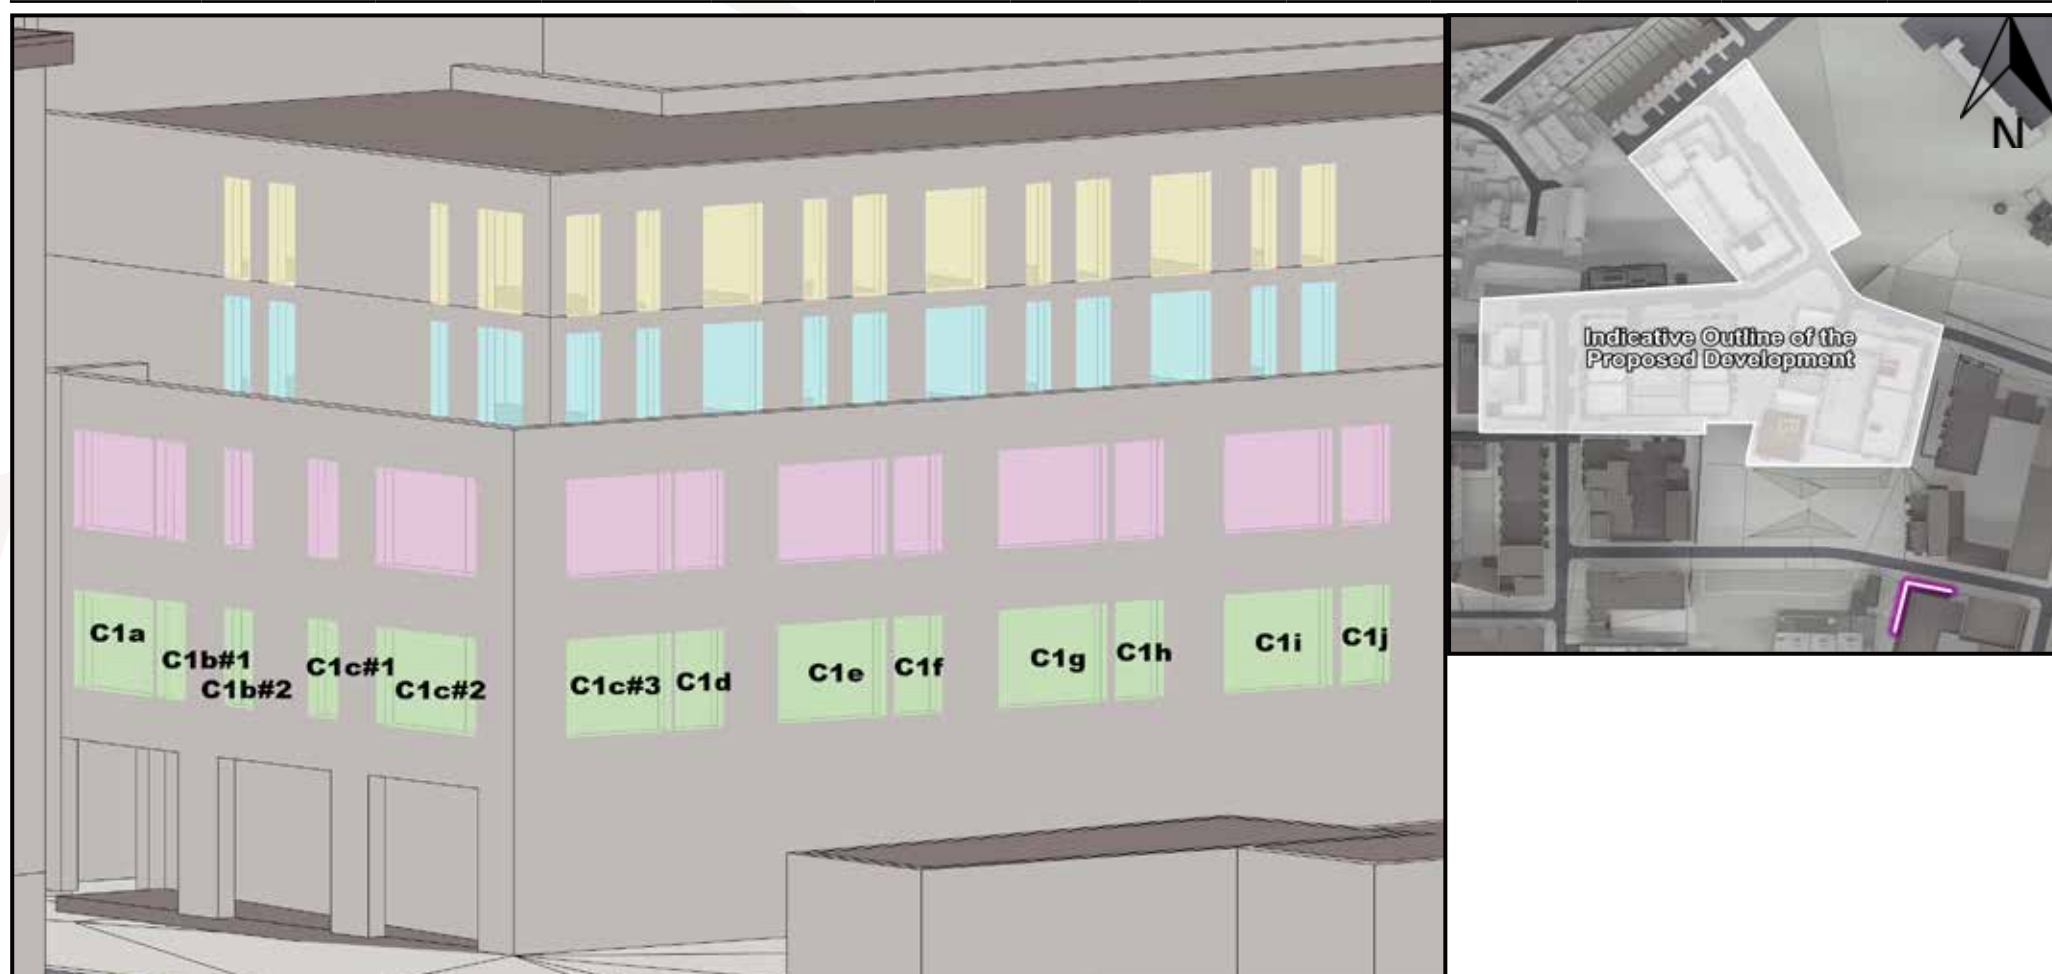 C1a
C1b#1
C1b#2
C1c#1
C1c#2
C1c#3
C1d
C1e
C1f
C1g
C1h
C1i
C1j
N
Indicative Outline of the
Proposed Development